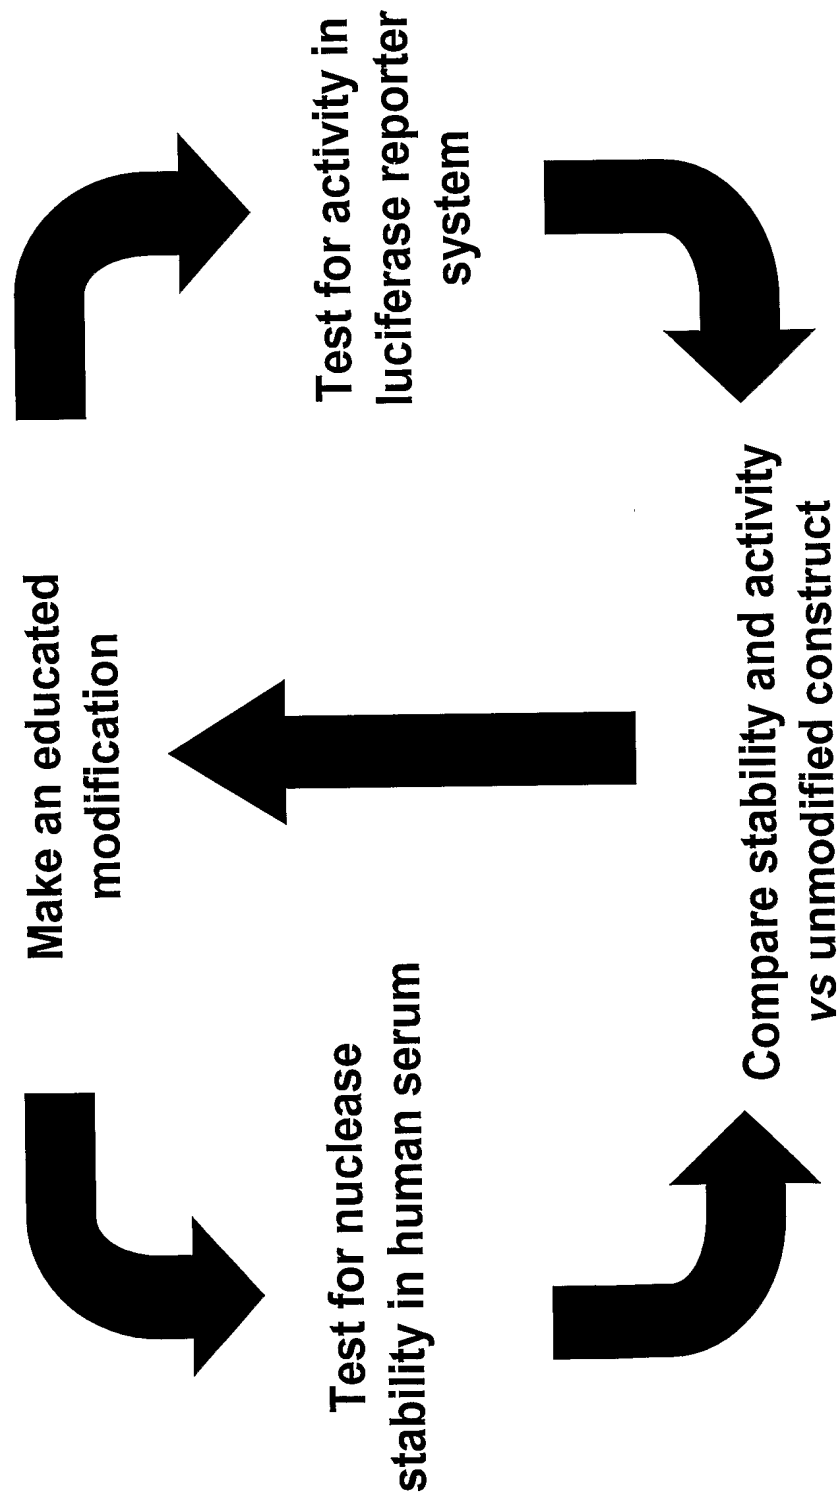 Make an educated
modification
Test for nuclease
stability in human serum
Test for activity in
luciferase reporter
system
Compare stability and activity
vs unmodified construct